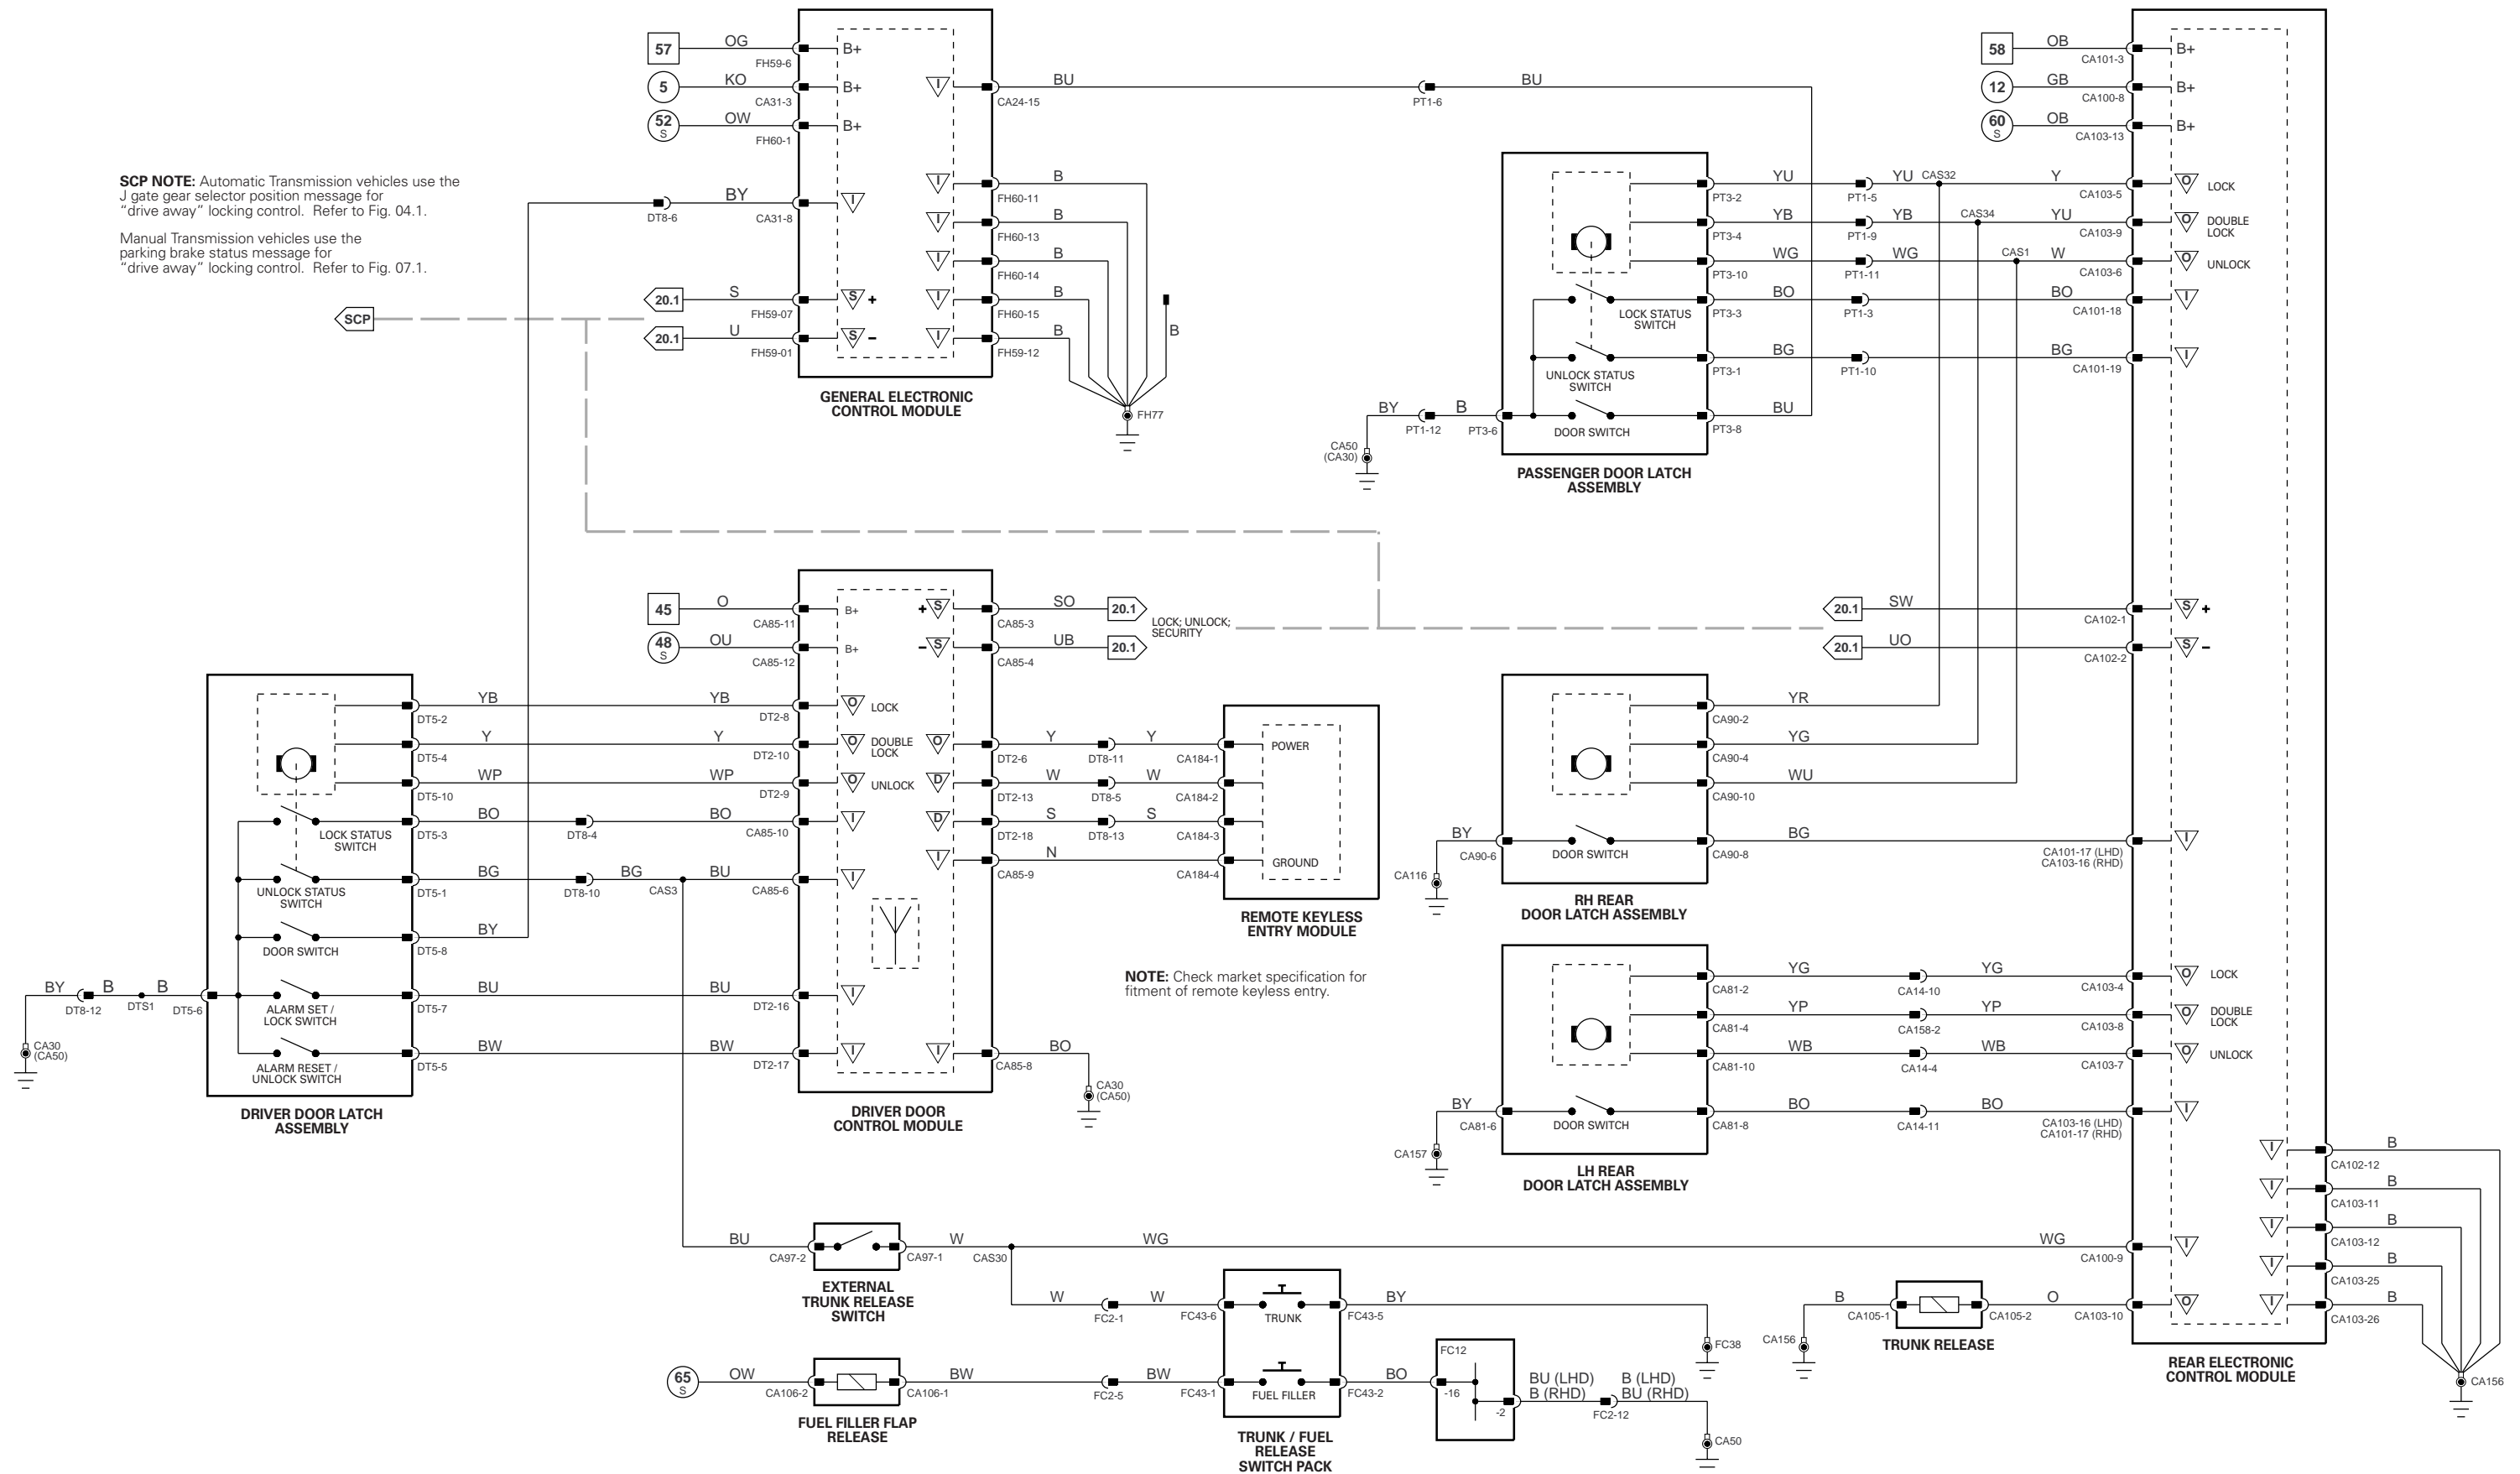 57
OG
FH59-6
B+
5
KO
CA31-3
B+
52
S
OW
FH60-1
B+
I
CA24-15
BU
PT1-6
BU
58
OB
CA101-3
B+
12
GB
CA100-8
B+
60
S
OB
CA103-13
B+
SCP NOTE: Automatic Transmission vehicles use the
J gate gear selector position message for
“drive away” locking control. Refer to Fig. 04.1.
Manual Transmission vehicles use the
parking brake status message for
“drive away” locking control. Refer to Fig. 07.1.
SCP
DT8-6
BY
CA31-8
I
20.1
S
FH59-07
S +
20.1
U
FH59-01
S –
I
FH60-11
B
I
FH60-13
B
I
FH60-14
B
I
FH60-15
B
I
FH59-12
B
B
FH77
GENERAL ELECTRONIC
CONTROL MODULE
PT3-2
YU
PT1-5
YU
CAS32
Y
CA103-5
O
LOCK
PT3-4
YB
PT1-9
YB
CAS34
YU
CA103-9
O
DOUBLE
LOCK
PT3-10
WG
PT1-11
WG
CAS1
W
CA103-6
O
UNLOCK
LOCK STATUS
SWITCH
PT3-3
BO
PT1-3
BO
CA101-18
I
UNLOCK STATUS
SWITCH
PT3-1
BG
PT1-10
BG
CA101-19
I
BY
PT1-12
B
PT3-6
DOOR SWITCH
PT3-8
BU
CA50
(CA30)
PASSENGER DOOR LATCH
ASSEMBLY
45
O
CA85-11
B+
48
S
OU
CA85-12
B+
+ S
CA85-3
SO
20.1
– S
CA85-4
UB
20.1
LOCK; UNLOCK;
SECURITY
20.1
SW
CA102-1
S +
20.1
UO
CA102-2
S –
DT5-2
YB
YB
DT2-8
O
LOCK
DT5-4
Y
Y
DT2-10
O
DOUBLE
LOCK
DT5-10
WP
WP
DT2-9
O
UNLOCK
LOCK STATUS
SWITCH
DT5-3
BO
DT8-4
BO
CA85-10
I
UNLOCK STATUS
SWITCH
DT5-1
BG
DT8-10
BG
CAS3
BU
CA85-6
I
DOOR SWITCH
DT5-8
BY
BY
DT8-12
B
DTS1
B
DT5-6
ALARM SET /
LOCK SWITCH
DT5-7
BU
BU
DT2-16
I
ALARM RESET /
UNLOCK SWITCH
DT5-5
BW
BW
DT2-17
I
CA30
(CA50)
DRIVER DOOR LATCH
ASSEMBLY
O
DT2-6
Y
DT8-11
Y
CA184-1
POWER
D
DT2-13
W
DT8-5
W
CA184-2
D
DT2-18
S
DT8-13
S
CA184-3
I
CA85-9
N
CA184-4
GROUND
REMOTE KEYLESS
ENTRY MODULE
NOTE: Check market specification for
fitment of remote keyless entry.
I
CA85-8
BO
CA30
(CA50)
DRIVER DOOR
CONTROL MODULE
CA90-2
YR
CA90-4
YG
CA90-10
WU
BY
CA90-6
DOOR SWITCH
CA90-8
BG
CA101-17 (LHD)
CA103-16 (RHD)
I
CA116
RH REAR
DOOR LATCH ASSEMBLY
CA81-2
YG
CA14-10
YG
CA103-4
O
LOCK
CA81-4
YP
CA158-2
YP
CA103-8
O
DOUBLE
LOCK
CA81-10
WB
CA14-4
WB
CA103-7
O
UNLOCK
BY
CA81-6
DOOR SWITCH
CA81-8
BO
CA14-11
BO
CA103-16 (LHD)
CA101-17 (RHD)
I
CA157
LH REAR
DOOR LATCH ASSEMBLY
I
CA102-12
B
I
CA103-11
B
I
CA103-12
B
I
CA103-25
B
I
CA103-26
B
CA156
BU
CA97-2
CA97-1
W
CAS30
WG
WG
CA100-9
I
EXTERNAL
TRUNK RELEASE
SWITCH
W
FC2-1
W
FC43-6
TRUNK
FC43-5
BY
FC38
B
CA105-1
CA105-2
O
CA103-10
O
CA156
TRUNK RELEASE
REAR ELECTRONIC
CONTROL MODULE
65
S
OW
CA106-2
CA106-1
BW
FC2-5
BW
FC43-1
FUEL FILLER
FC43-2
BO
FC12
-16
-2
BU (LHD)
B (RHD)
FC2-12
B (LHD)
BU (RHD)
CA50
FUEL FILLER FLAP
RELEASE
TRUNK / FUEL
RELEASE
SWITCH PACK